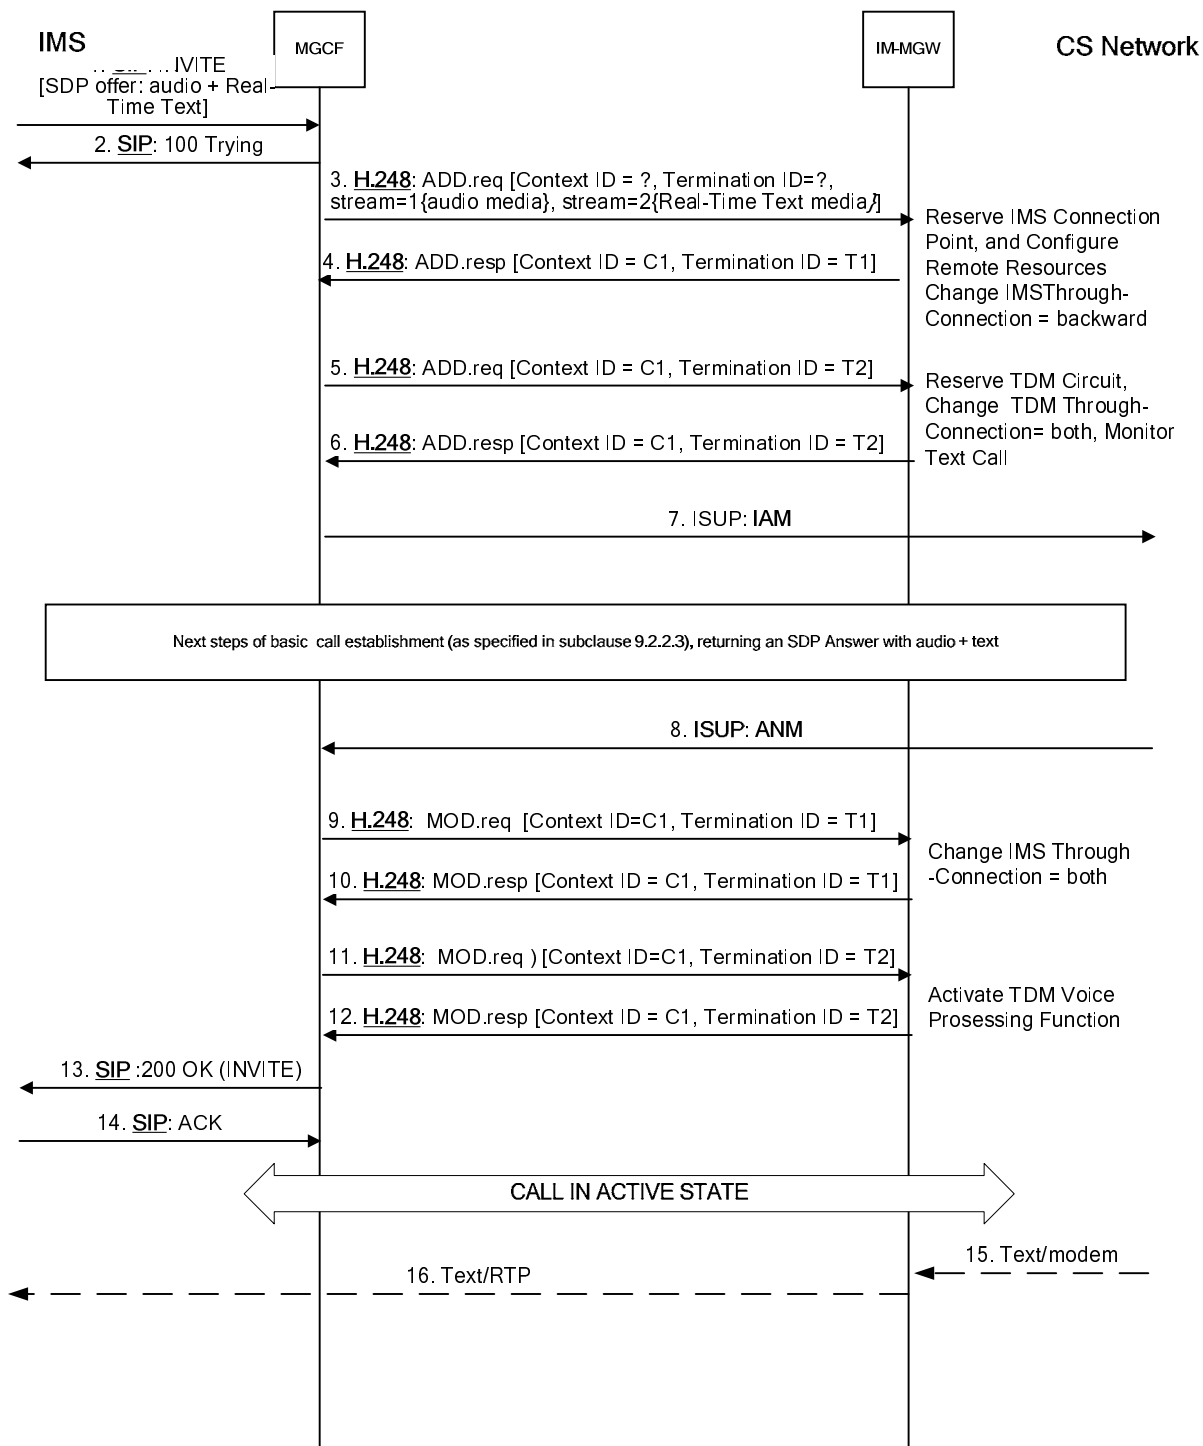 IMS
MGCF
IM-MGW
CS Network
INVITE
[SDP offer: audio + Real-
Time Text]
2. SIP: 100 Trying
3. H.248: ADD.req [Context ID = ?, Termination ID=?,
stream=1{audio media}, stream=2{Real-Time Text media}]
Reserve IMS Connection
Point, and Configure
Remote Resources
Change IMSThrough-
Connection = backward
4. H.248: ADD.resp [Context ID = C1, Termination ID = T1]
5. H.248: ADD.req [Context ID = C1, Termination ID = T2]
Reserve TDM Circuit,
Change TDM Through-
Connection= both, Monitor
Text Call
6. H.248: ADD.resp [Context ID = C1, Termination ID = T2]
7. ISUP: IAM
Next steps of basic call establishment (as specified in subclause 9.2.2.3), returning an SDP Answer with audio + text
8. ISUP: ANM
9. H.248: MOD.req [Context ID=C1, Termination ID = T1]
Change IMS Through
-Connection = both
10. H.248: MOD.resp [Context ID = C1, Termination ID = T1]
11. H.248: MOD.req ) [Context ID=C1, Termination ID = T2]
Activate TDM Voice
Prosessing Function
12. H.248: MOD.resp [Context ID = C1, Termination ID = T2]
13. SIP :200 OK (INVITE)
14. SIP: ACK
CALL IN ACTIVE STATE
15. Text/modem
16. Text/RTP